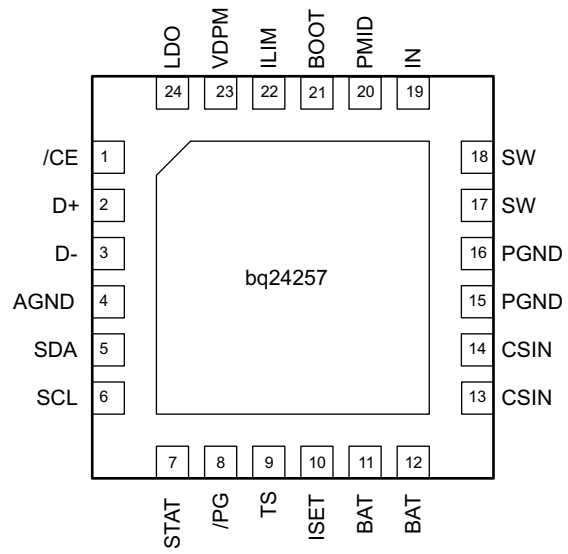 LDO
VDPM
ILIM
BOOT
PMID
IN
24
23
22
21
20
19
/CE 1
18 SW
D+ 2
17 SW
D- 3
16 PGND
bq24257
AGND 4
15 PGND
SDA 5
14 CSIN
SCL 6
13 CSIN
7
8
9
10
11
12
STAT
/PG
TS
ISET
BAT
BAT